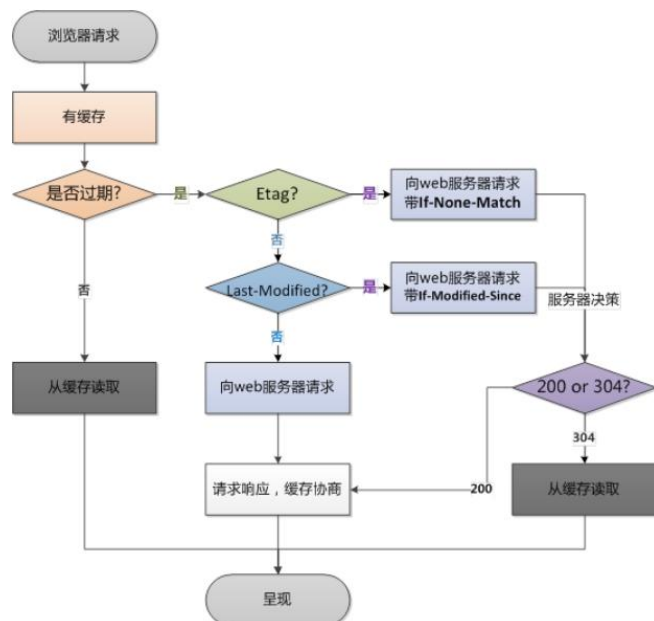 浏览器请求
有缓存
是否过期?
是
Etag?
是
向web服务器请求
带If-None-Match
否
否
Last-Modified?
是
向web服务器请求
带If-Modified-Since
服务器决策
否
从缓存读取
向web服务器请求
200 or 304?
304
请求响应，缓存协商
200
从缓存读取
呈现